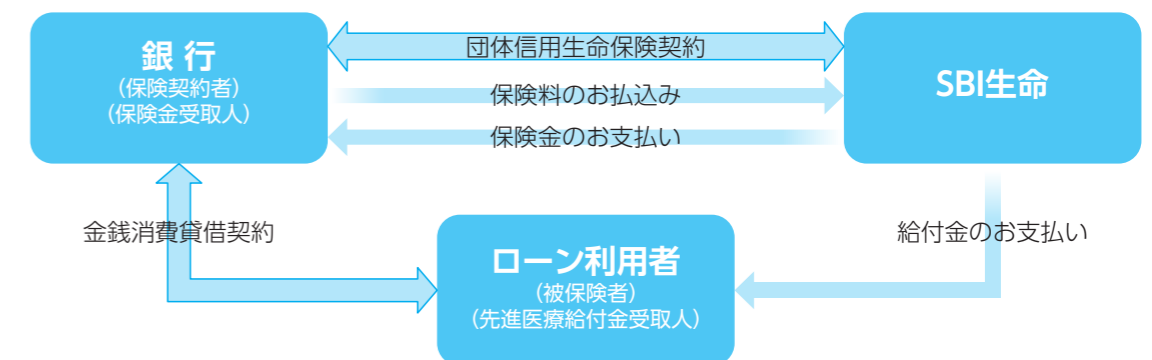 銀 行
(保険契約者)
(保険金受取人)
団体信用生命保険契約
保険料のお払込み
保険金のお支払い
SBI生命
金銭消費貸借契約
給付金のお支払い
ローン利用者
(被保険者)
(先進医療給付金受取人)